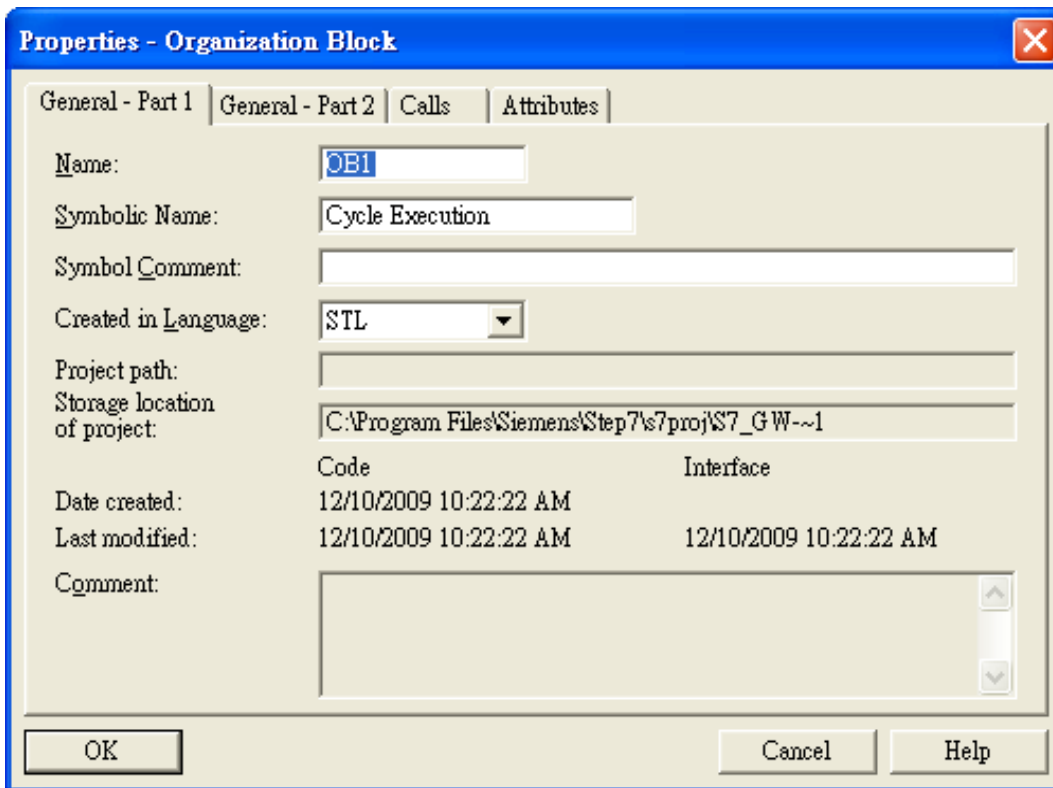 Properties - Organization Block
General - Part 1 General - Part 2 Calls Attributes
Name: OB1
Symbolic Name: Cycle Execution
Symbol Comment:
Created in Language: STL
Project path:
Storage location
of project: C:\Program Files\Siemens\Step7\s7proj\S7_GW-~1
Code Interface
Date created: 12/10/2009 10:22:22 AM
Last modified: 12/10/2009 10:22:22 AM 12/10/2009 10:22:22 AM
Comment:
OK Cancel Help